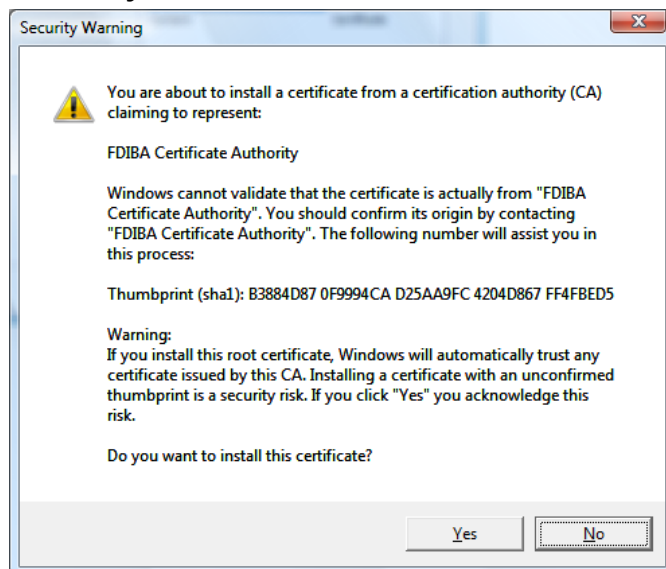 Security Warning
You are about to install a certificate from a certification authority (CA)
claiming to represent:
FDIBA Certificate Authority
Windows cannot validate that the certificate is actually from "FDIBA
Certificate Authority". You should confirm its origin by contacting
"FDIBA Certificate Authority". The following number will assist you in
this process:
Thumbprint (sha1): B3884D87 0F9994CA D25AA9FC 4204D867 FF4FBED5
Warning:
If you install this root certificate, Windows will automatically trust any
certificate issued by this CA. Installing a certificate with an unconfirmed
thumbprint is a security risk. If you click "Yes" you acknowledge this
risk.
Do you want to install this certificate?
Yes No